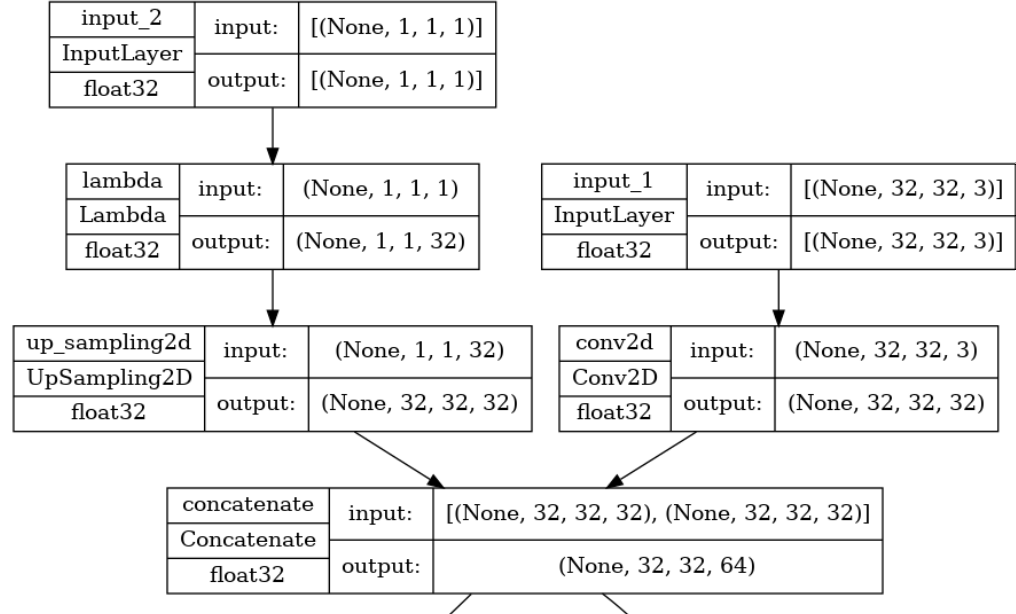 input_2
InputLayer
float32
input:
[(None, 1, 1, 1)]
output:
[(None, 1, 1, 1)]
lambda
Lambda
float32
input:
(None, 1, 1, 1)
output:
(None, 1, 1, 32)
input_1
InputLayer
float32
input:
[(None, 32, 32, 3)]
output:
[(None, 32, 32, 3)]
up_sampling2d
UpSampling2D
float32
input:
(None, 1, 1, 32)
output:
(None, 32, 32, 32)
conv2d
Conv2D
float32
input:
(None, 32, 32, 3)
output:
(None, 32, 32, 32)
concatenate
Concatenate
float32
input:
[(None, 32, 32, 32), (None, 32, 32, 32)]
output:
(None, 32, 32, 64)